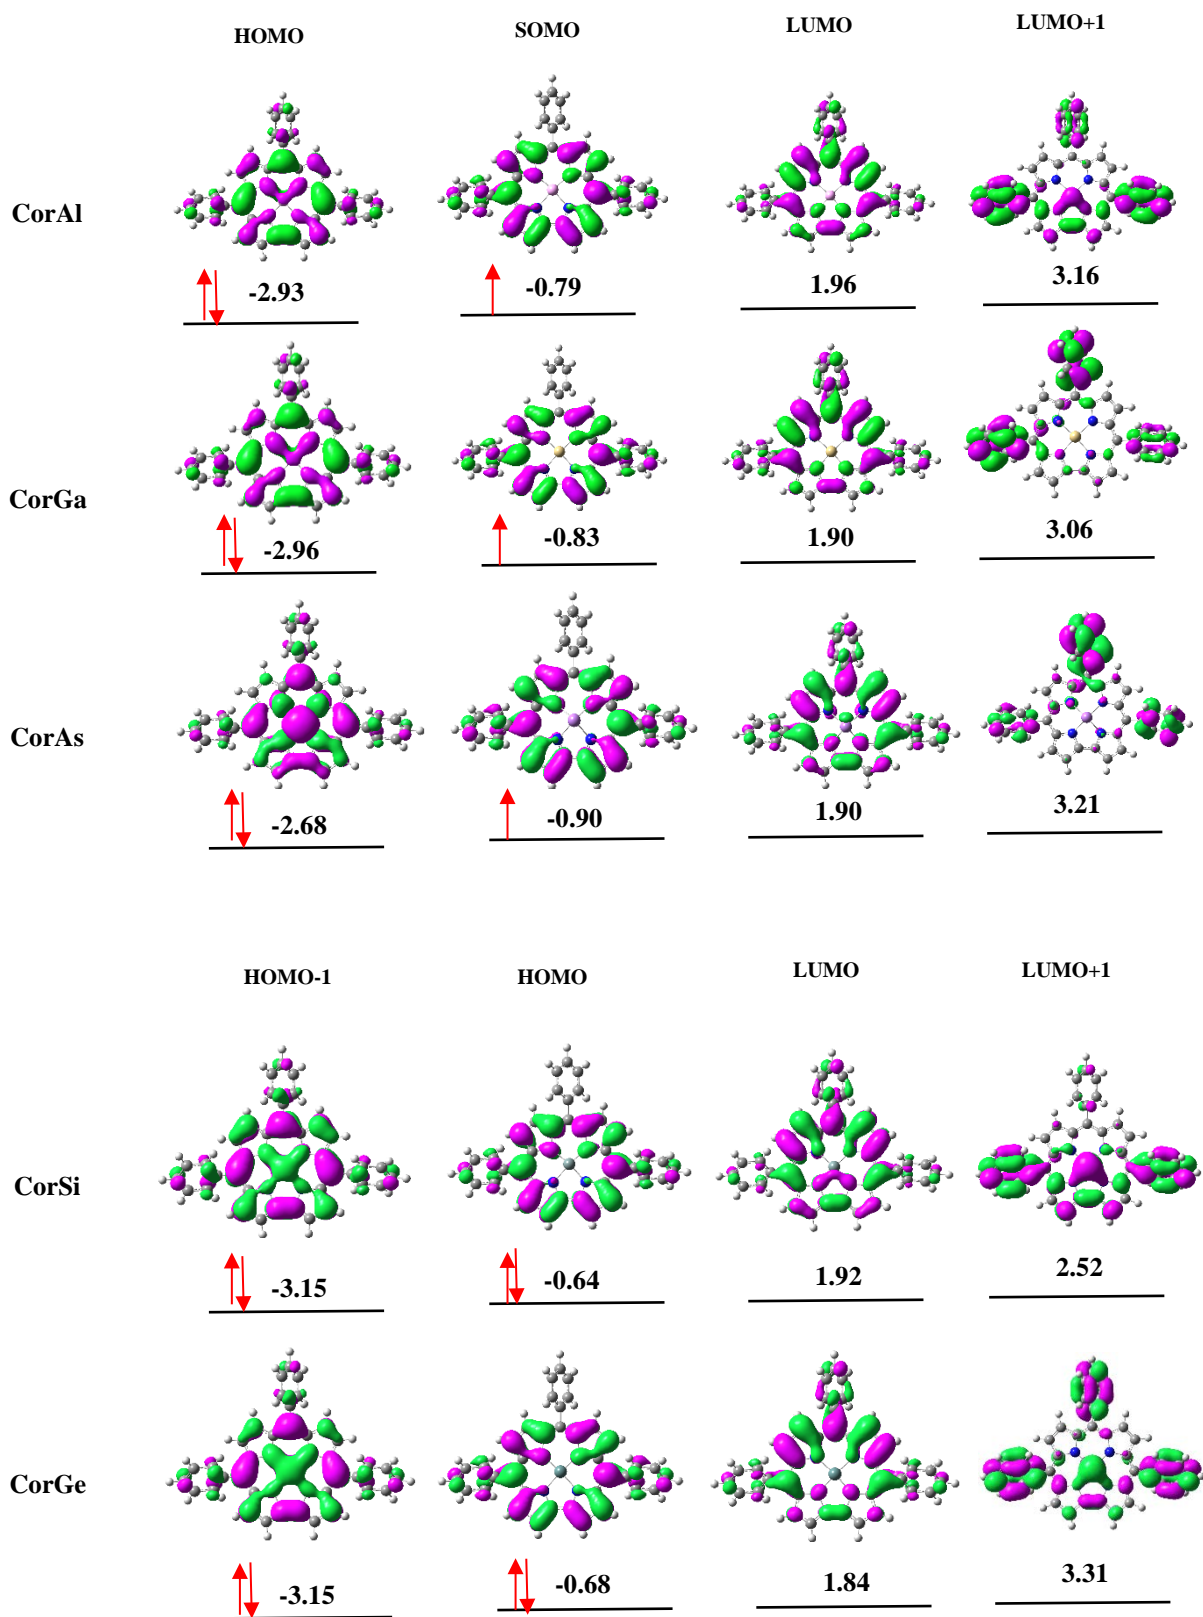 HOMO SOMO LUMO LUMO+1
CorAl
-2.93 -0.79 1.96 3.16
CorGa
-2.96 -0.83 1.90 3.06
CorAs
-2.68 -0.90 1.90 3.21
HOMO-1 HOMO LUMO LUMO+1
CorSi
-3.15 -0.64 1.92 2.52
CorGe
-3.15 -0.68 1.84 3.31